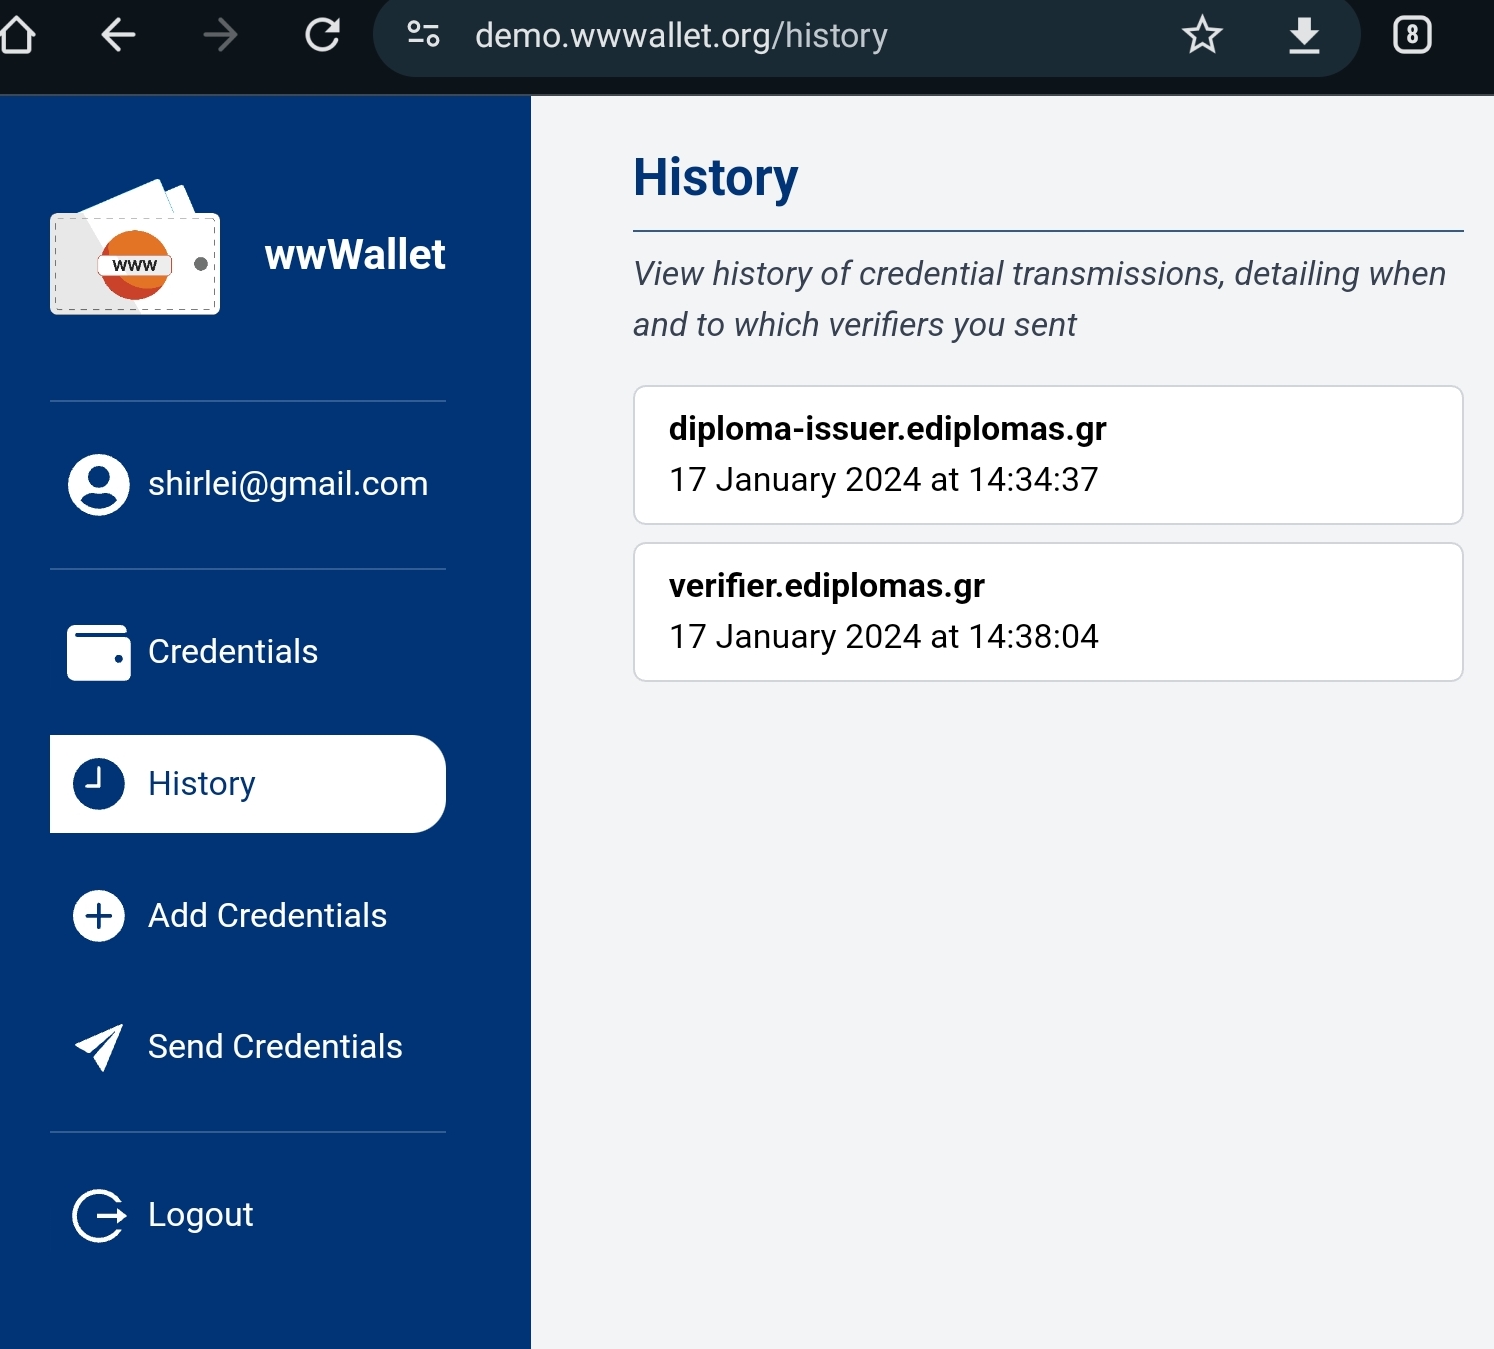 demo.wwwallet.org/history
8
www
wwWallet
shirlei@gmail.com
Credentials
History
Add Credentials
Send Credentials
Logout
History
View history of credential transmissions, detailing when
and to which verifiers you sent
diploma-issuer.ediplomas.gr
17 January 2024 at 14:34:37
verifier.ediplomas.gr
17 January 2024 at 14:38:04